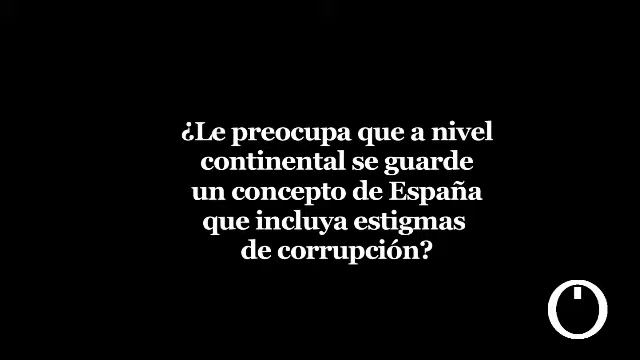 ¿Le preocupa que a nivel
continental se guarde
un concepto de España
que incluya estigmas
de corrupción?